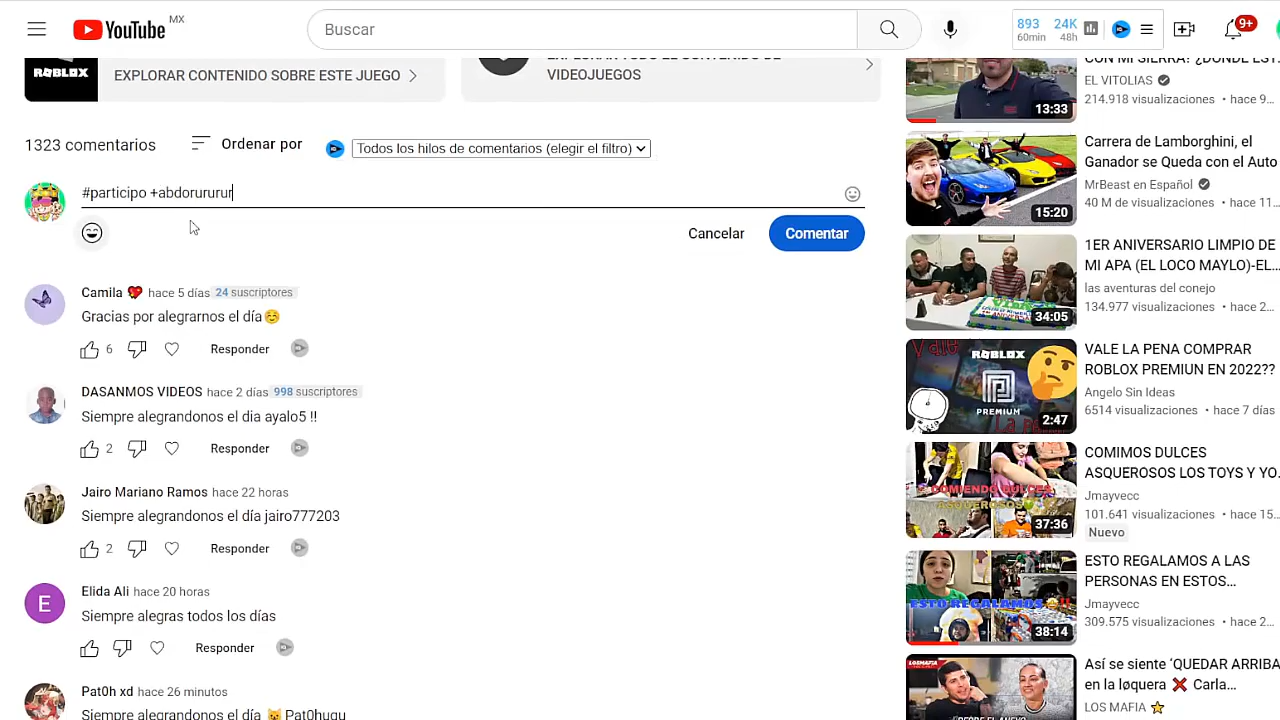 YouTube MX
Buscar
893 24K
60min 48h
9+
ROBLOX
EXPLORAR CONTENIDO SOBRE ESTE JUEGO
EXPLORAR TODO EL CONTENIDO DE
VIDEOJUEGOS
1323 comentarios
Ordenar por
Todos los hilos de comentarios (elegir el filtro)
#participo +abdorururur
Cancelar
Comentar
Camila hace 5 días 24 suscriptores
Gracias por alegrarnos el día
6 Responder
DASANMOS VIDEOS hace 2 días 998 suscriptores
Siempre alegrandonos el dia ayalo5 !!
2 Responder
Jairo Mariano Ramos hace 22 horas
Siempre alegrandonos el día jairo777203
2 Responder
E
Elida Ali hace 20 horas
Siempre alegras todos los días
Responder
Pat0h xd hace 26 minutos
Siempre alegrandonos el día 😺 Pat0hugu
CON MI SIERRA? ¿DONDE EST
EL VITOLIAS
214.918 visualizaciones • hace 9...
13:33
Carrera de Lamborghini, el
Ganador se Queda con el Auto
MrBeast en Español
40 M de visualizaciones • hace 11...
15:20
1ER ANIVERSARIO LIMPIO DE
MI APA (EL LOCO MAYLO)-EL...
las aventuras del conejo
134.977 visualizaciones • hace 2...
34:05
VALE LA PENA COMPRAR
ROBLOX PREMIUN EN 2022??
Angelo Sin Ideas
6514 visualizaciones • hace 7 días
Vale
ROBLOX
PREMIUM
2:47
COMIMOS DULCES
ASQUEROSOS LOS TOYS Y YO.
Jmayvecc
101.641 visualizaciones • hace 15...
Nuevo
COMIENDO DULCES
ASQUEROSOS
37:36
ESTO REGALAMOS A LAS
PERSONAS EN ESTOS...
Jmayvecc
309.575 visualizaciones • hace 2...
ESTO REGALAMOS
38:14
Así se siente ‘QUEDAR ARRIBA
en la løquera ❌ Carla...
LOS MAFIA ⭐
LOSMAFIA